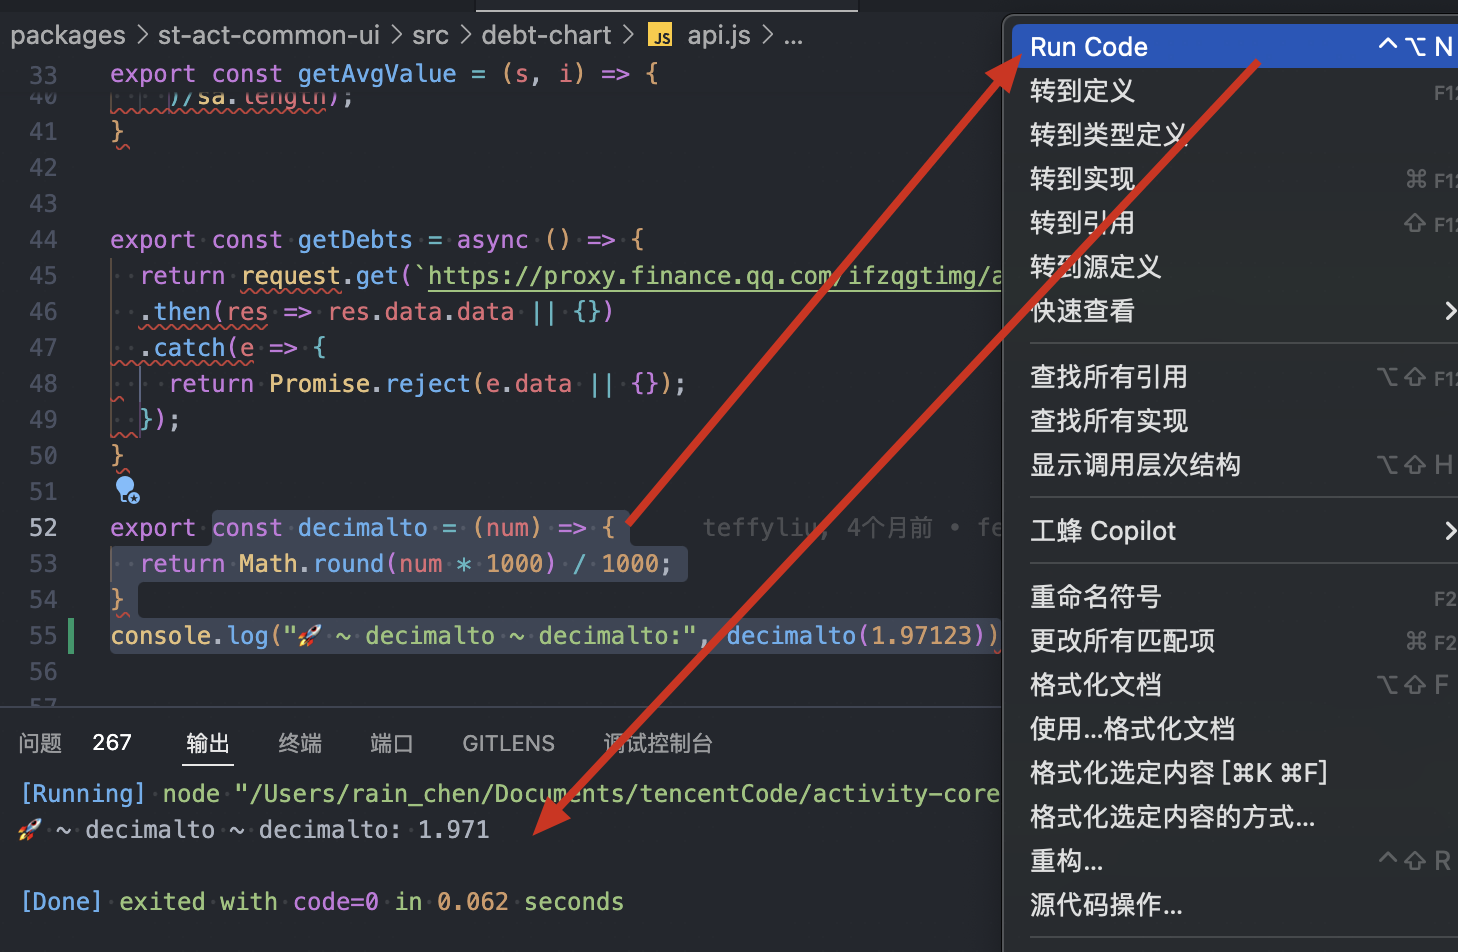 packages > st-act-common-ui > src > debt-chart > JS api.js > ...
33 export const getAvgValue = (s, i) => {
40 )/sa.length);
41 }
42
43
44 export const getDebts = async () => {
45 return request.get(`https://proxy.finance.qq.com/ifzqgtimg/a
46 .then(res => res.data.data || {})
47 .catch(e => {
48 return Promise.reject(e.data || {});
49 });
50 }
51
52 export const decimalto = (num) => { teffyliu, 4个月前 • fe
53 return Math.round(num * 1000) / 1000;
54 }
55 console.log("🚀 ~ decimalto ~ decimalto:", decimalto(1.97123))
56
57
问题 267 输出 终端 端口 GITLENS 调试控制台
[Running] node "/Users/rain_chen/Documents/tencentCode/activity-core
🚀 ~ decimalto ~ decimalto: 1.971
[Done] exited with code=0 in 0.062 seconds
Run Code ^⌥N
转到定义 F12
转到类型定义
转到实现 ⌘F12
转到引用 ⇧F12
转到源定义
快速查看 >
查找所有引用 ⌥⇧F12
查找所有实现
显示调用层次结构 ⌥⇧H
工蜂 Copilot >
重命名符号 F2
更改所有匹配项 ⌘F2
格式化文档 ⌥⇧F
使用...格式化文档
格式化选定内容 [⌘K ⌘F]
格式化选定内容的方式...
重构... ^⇧R
源代码操作...